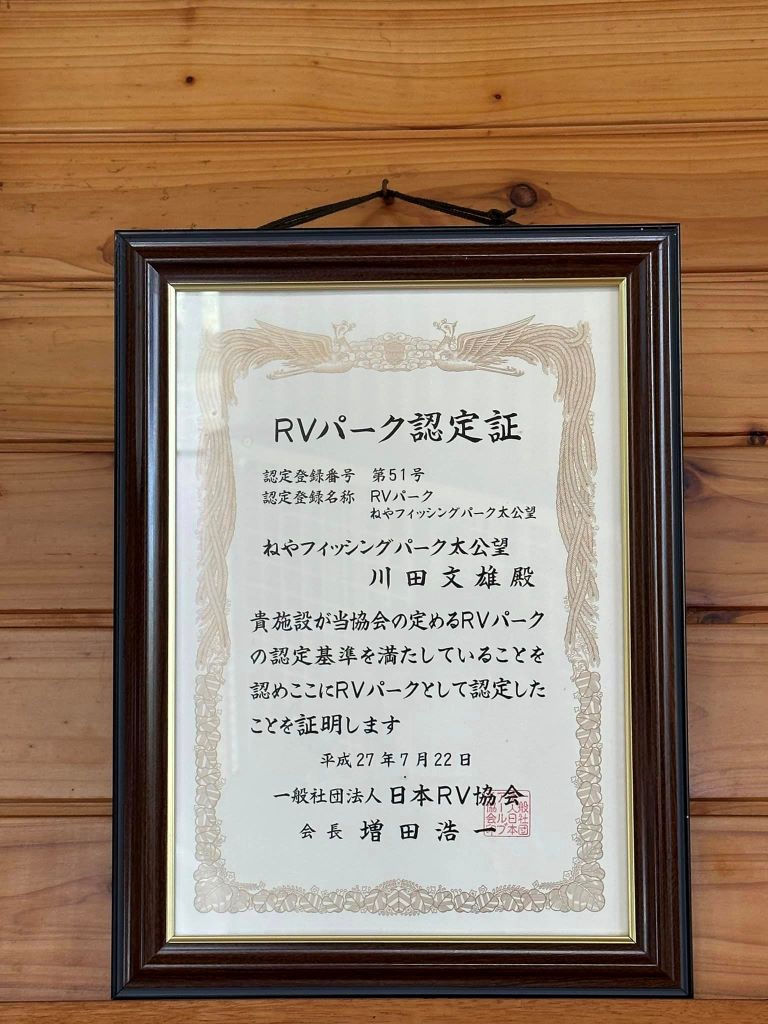 RVパーク認定証
認定登録番号 第51号
認定登録名称 RVパーク
ねやフィッシングパーク太公望
ねやフィッシングパーク太公望
川田文雄殿
貴施設が当協会の定めるRVパーク
の認定基準を満たしていることを
認めここにRVパークとして認定した
ことを証明します
平成27年7月22日
一般社団法人 日本RV協会
会長 増田浩一